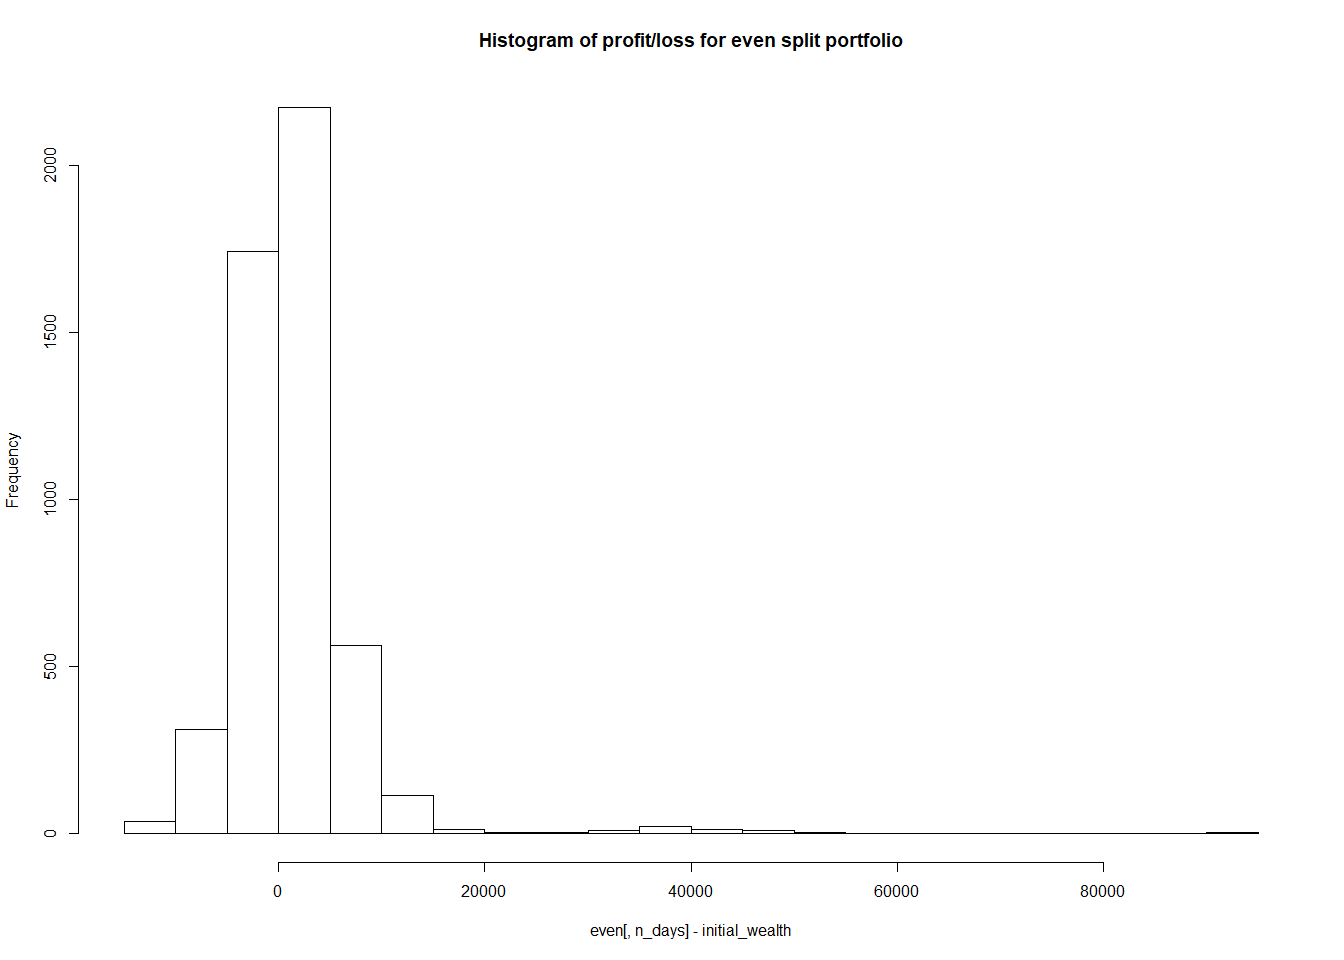 Histogram of profit/loss for even split portfolio
Frequency
2000
1500
1000
500
0
0 20000 40000 60000 80000
even[, n_days] - initial_wealth